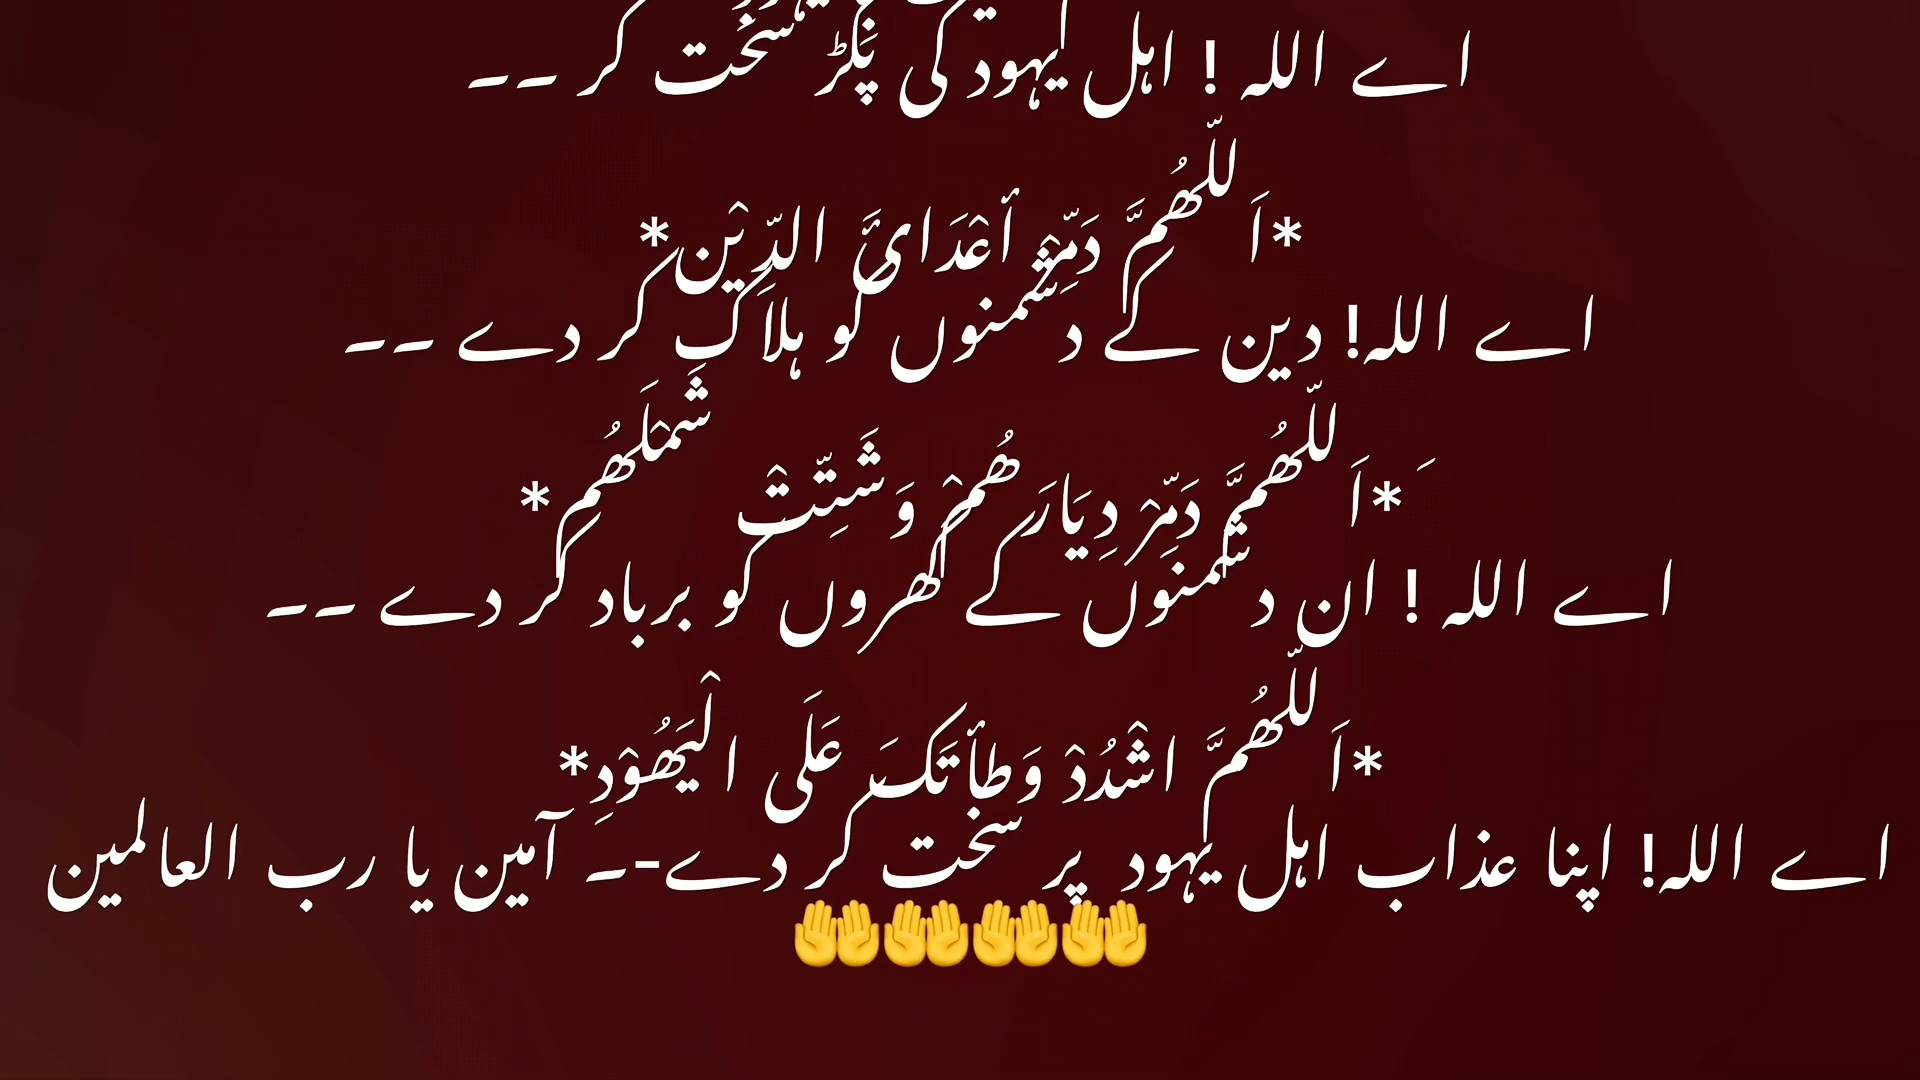 اے اللہ ! اہل یہود کی پکڑ سخت کر ۔۔
*اَللّٰهُمَّ دَمِّرْ أعْدَائَ الدِّيْن*
اے اللہ! دین کے دشمنوں کو ہلاک کر دے ۔۔
َ *اَللّٰهُمَّ دَمِّرْ دِيَارَهُمْ وَشَتِّتْ شَمْلَهُم*
اے اللہ ! ان دشمنوں کے گھروں کو برباد کر دے ۔۔
*اَللّٰهُمَّ اشْدُدْ وَطأتَكَ عَلَى الْيَهُوْدِ*
اے اللہ! اپنا عذاب اہل یہود پر سخت کر دے-۔ آمین یا رب العالمین
🤲🤲🤲🤲